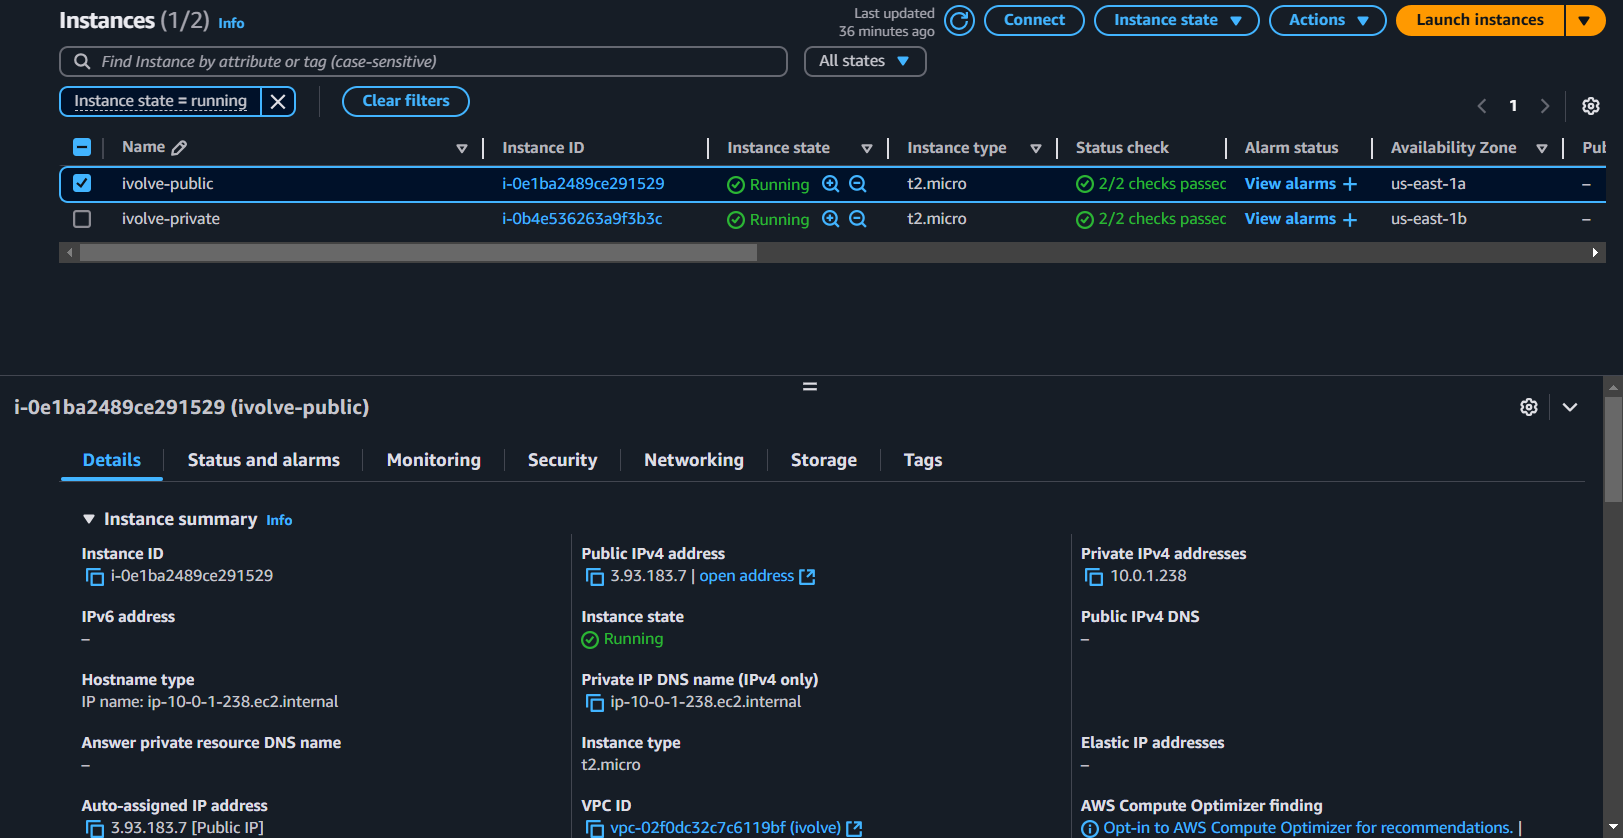 Instances (1/2) Info
Last updated
36 minutes ago
Connect
Instance state
Actions
Launch instances
Find Instance by attribute or tag (case-sensitive)
All states
Instance state = running
Clear filters
1
Name Instance ID Instance state Instance type Status check Alarm status Availability Zone Pul
ivolve-public i-0e1ba2489ce291529 Running t2.micro 2/2 checks passec View alarms + us-east-1a –
ivolve-private i-0b4e536263a9f3b3c Running t2.micro 2/2 checks passec View alarms + us-east-1b –
i-0e1ba2489ce291529 (ivolve-public)
Details Status and alarms Monitoring Security Networking Storage Tags
Instance summary Info
Instance ID
i-0e1ba2489ce291529
Public IPv4 address
3.93.183.7 | open address
Private IPv4 addresses
10.0.1.238
IPv6 address
–
Instance state
Running
Public IPv4 DNS
–
Hostname type
IP name: ip-10-0-1-238.ec2.internal
Private IP DNS name (IPv4 only)
ip-10-0-1-238.ec2.internal
Answer private resource DNS name
–
Instance type
t2.micro
Elastic IP addresses
–
Auto-assigned IP address
3.93.183.7 [Public IP]
VPC ID
vpc-02f0dc32c7c6119bf (ivolve)
AWS Compute Optimizer finding
Opt-in to AWS Compute Optimizer for recommendations. |